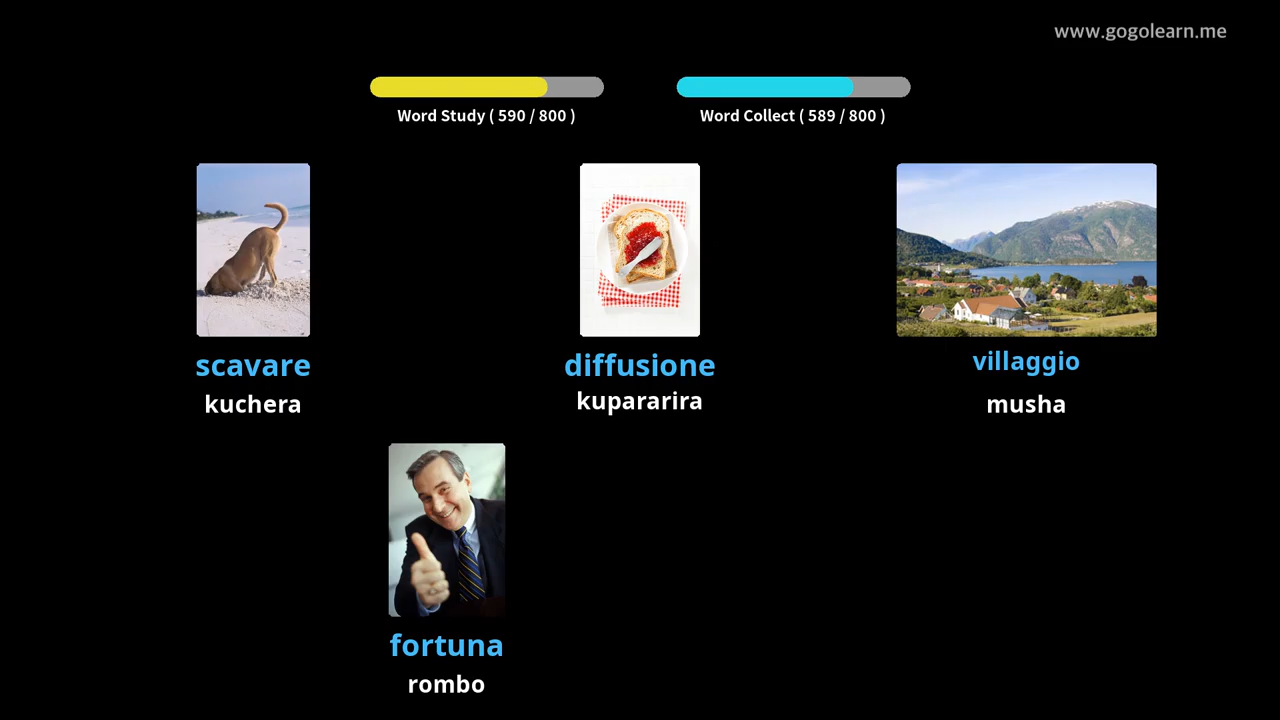 www.gogolearn.me
Word Study ( 590 / 800 )
Word Collect ( 589 / 800 )
scavare
kuchera
diffusione
kupararira
villaggio
musha
fortuna
rombo